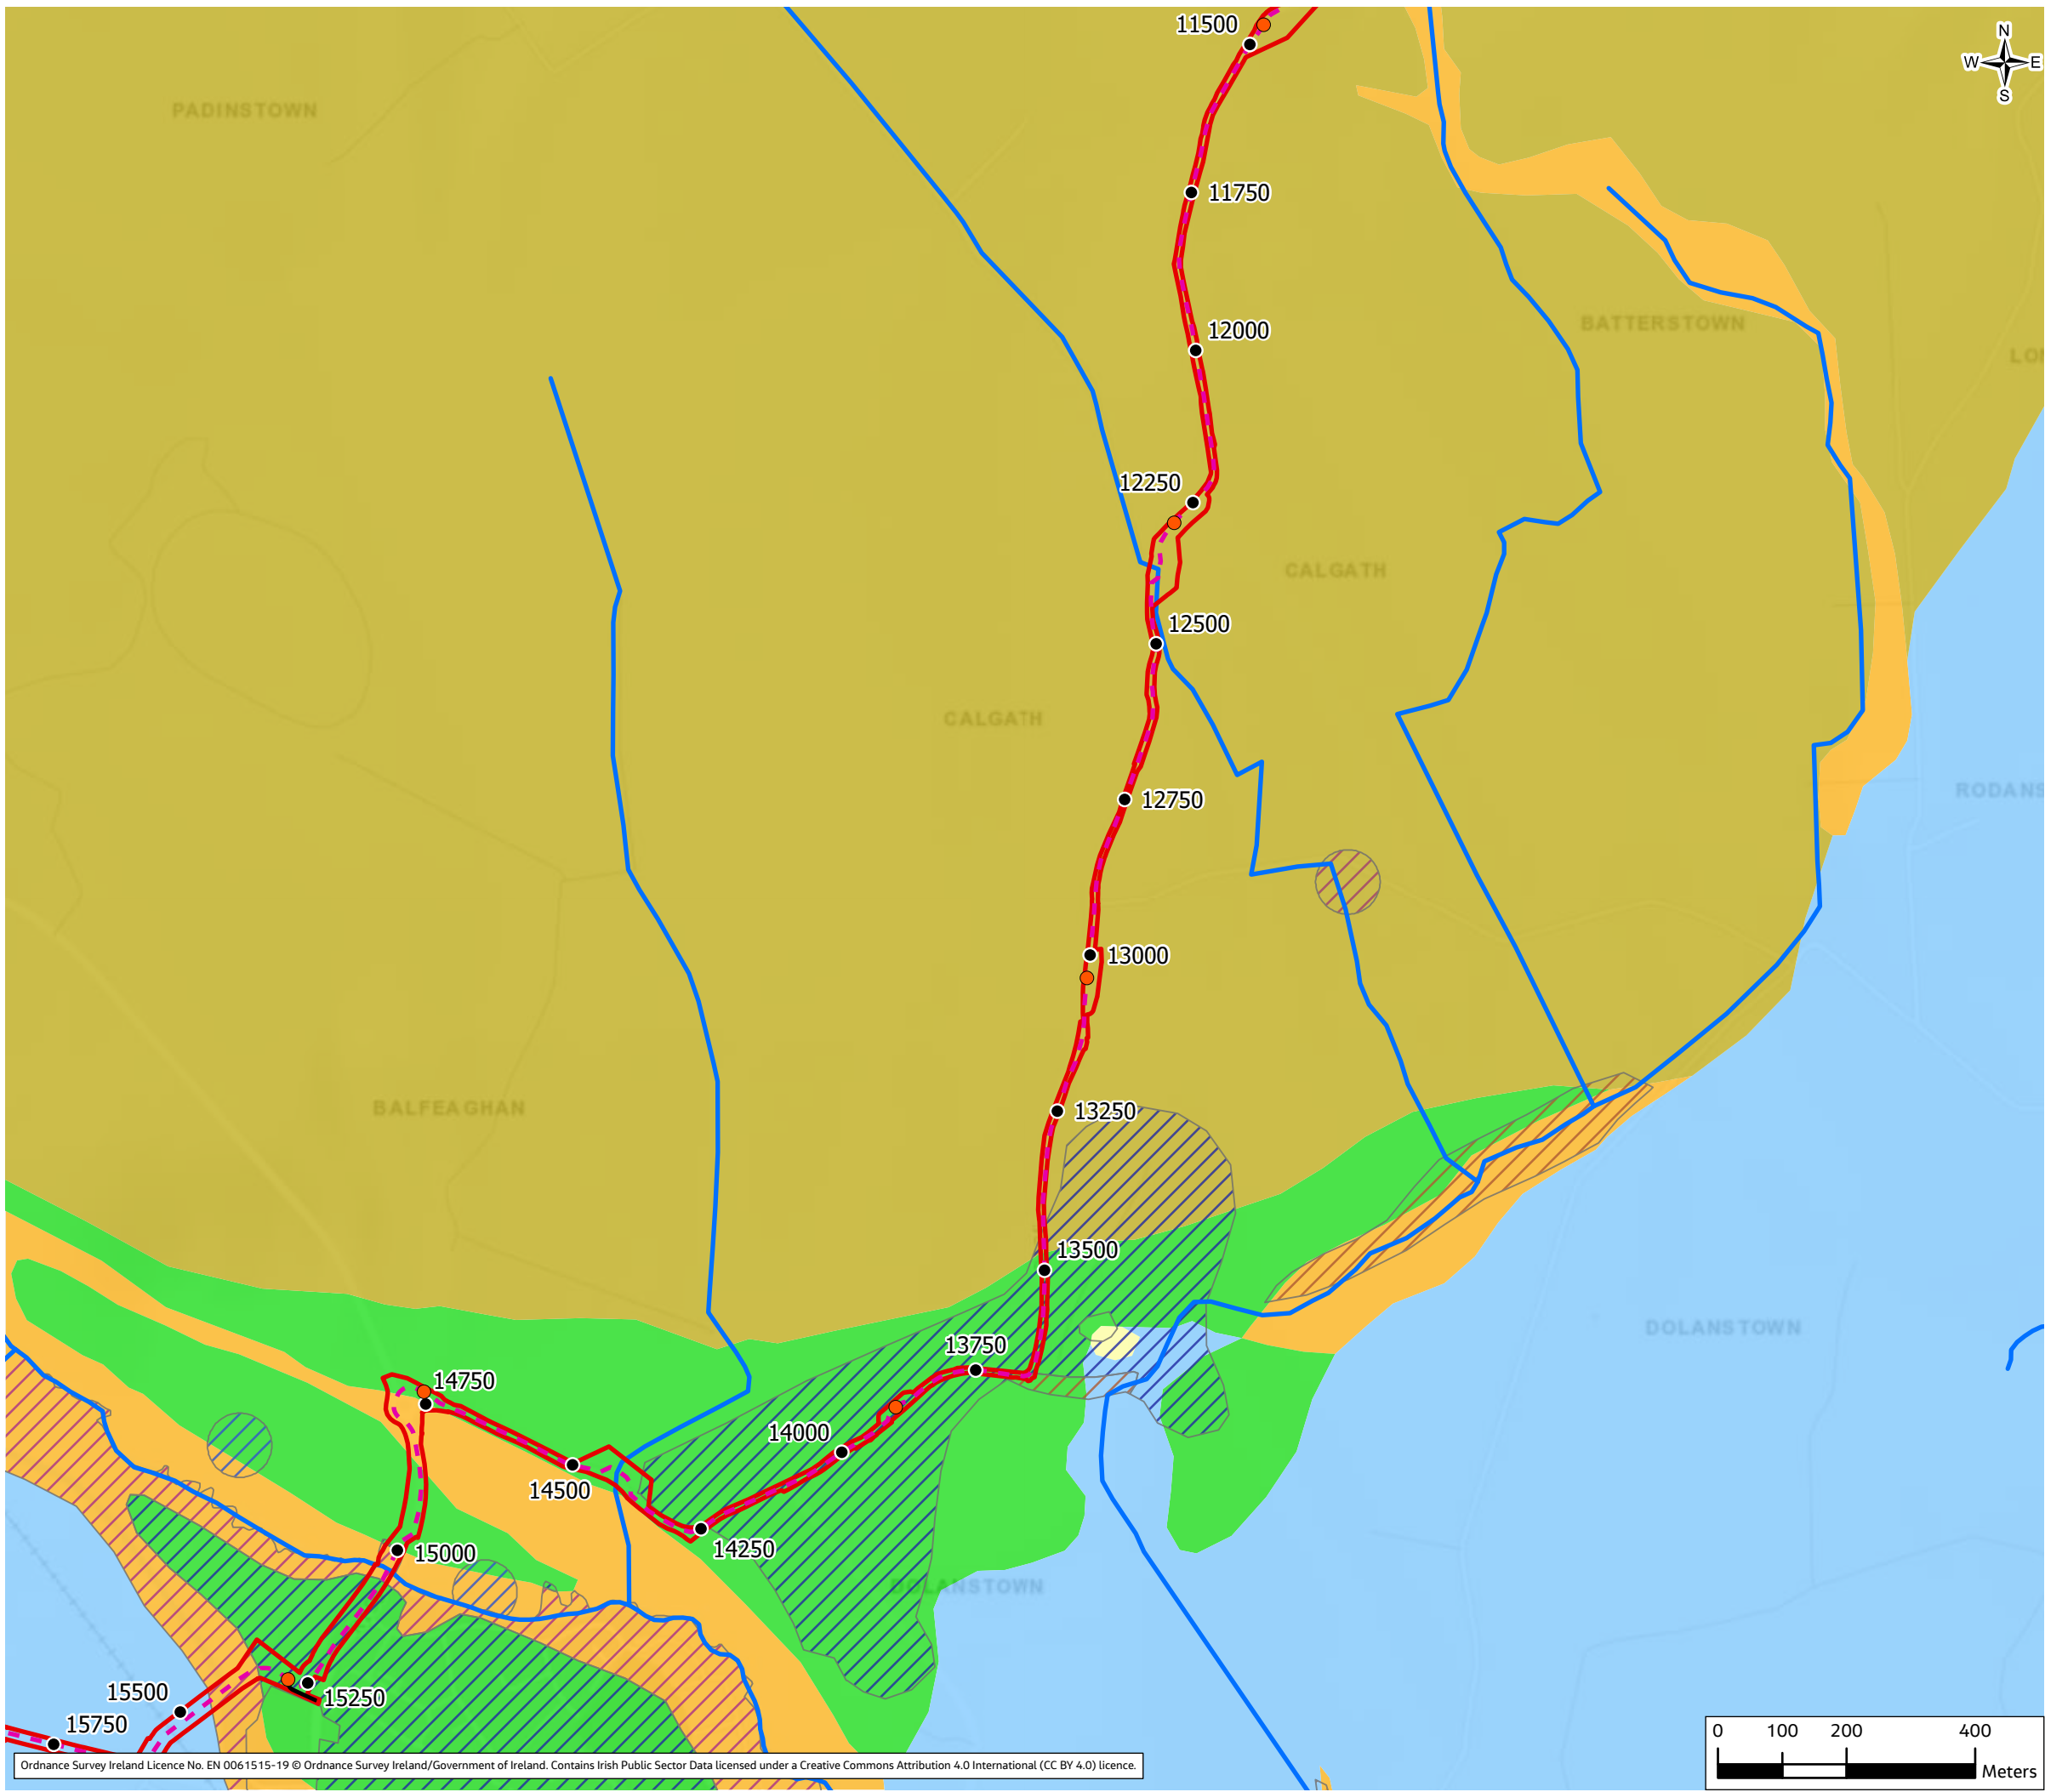 11500
N
W E
S
PADINSTOWN
11750
12000
BATTERSTOWN
12250
CALGATH
12500
CALGATH
RODANS
12750
13000
BALFEAGHAN
13250
13500
DOLANSTOWN
13750
14750
14000
14500
14250
15000
DOLANSTOWN
15250
15500
15750
0 100 200 400
Meters
Ordnance Survey Ireland Licence No. EN 0061515-19 © Ordnance Survey Ireland/Government of Ireland. Contains Irish Public Sector Data licensed under a Creative Commons Attribution 4.0 International (CC BY 4.0) licence.